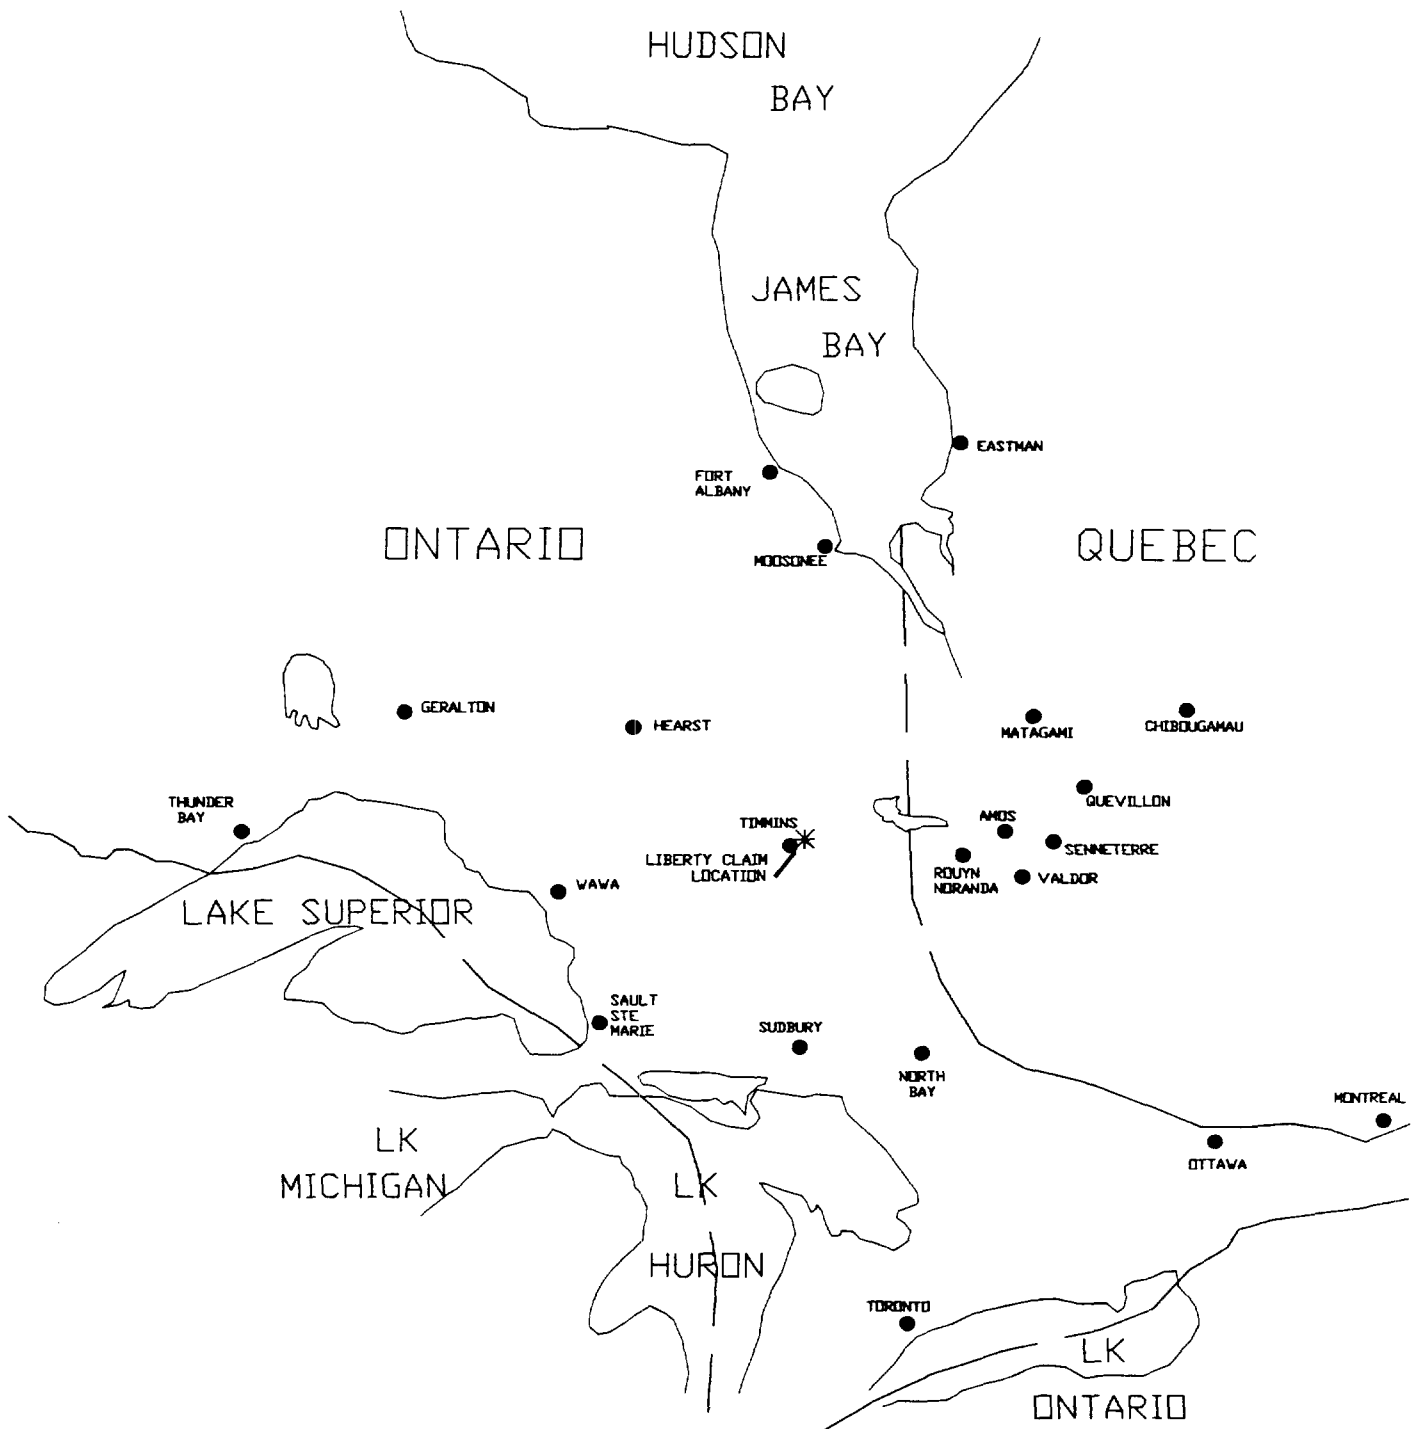 HUDSON
BAY
JAMES
BAY
EASTMAN
FORT
ALBANY
ONTARIO
QUEBEC
MOOSONEE
GERALTON
HEARST
MATAGAMI
CHIBOUGAMAU
THUNDER
BAY
QUEVILLON
TIMMINS
AMOS
SENNETERRE
LIBERTY CLAIM
LOCATION
ROUYN
NORANDA
VALDOR
WAWA
LAKE SUPERIOR
SAULT
STE
MARIE
SUDBURY
NORTH
BAY
MONTREAL
LK
MICHIGAN
OTTAWA
LK
HURON
TORONTO
LK
ONTARIO